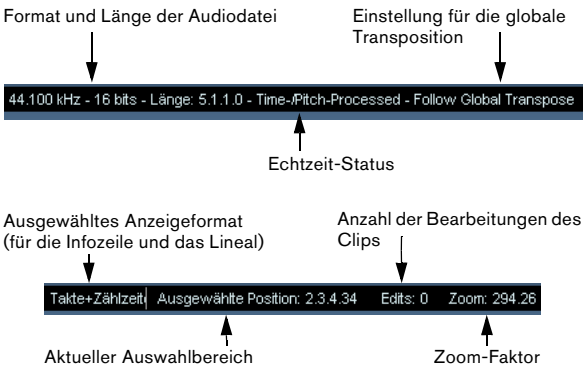 Format und Länge der Audiodatei
Einstellung für die globale
Transposition
44.100 kHz - 16 bits - Länge: 5.1.1.0 - Time-/Pitch-Processed - Follow Global Transpose
Echtzeit-Status
Ausgewähltes Anzeigeformat
(für die Infozeile und das Lineal)
Anzahl der Bearbeitungen des
Clips
Takte+Zählzeit Ausgewählte Position: 2.3.4.34 Edits: 0 Zoom: 294.26
Aktueller Auswahlbereich
Zoom-Faktor